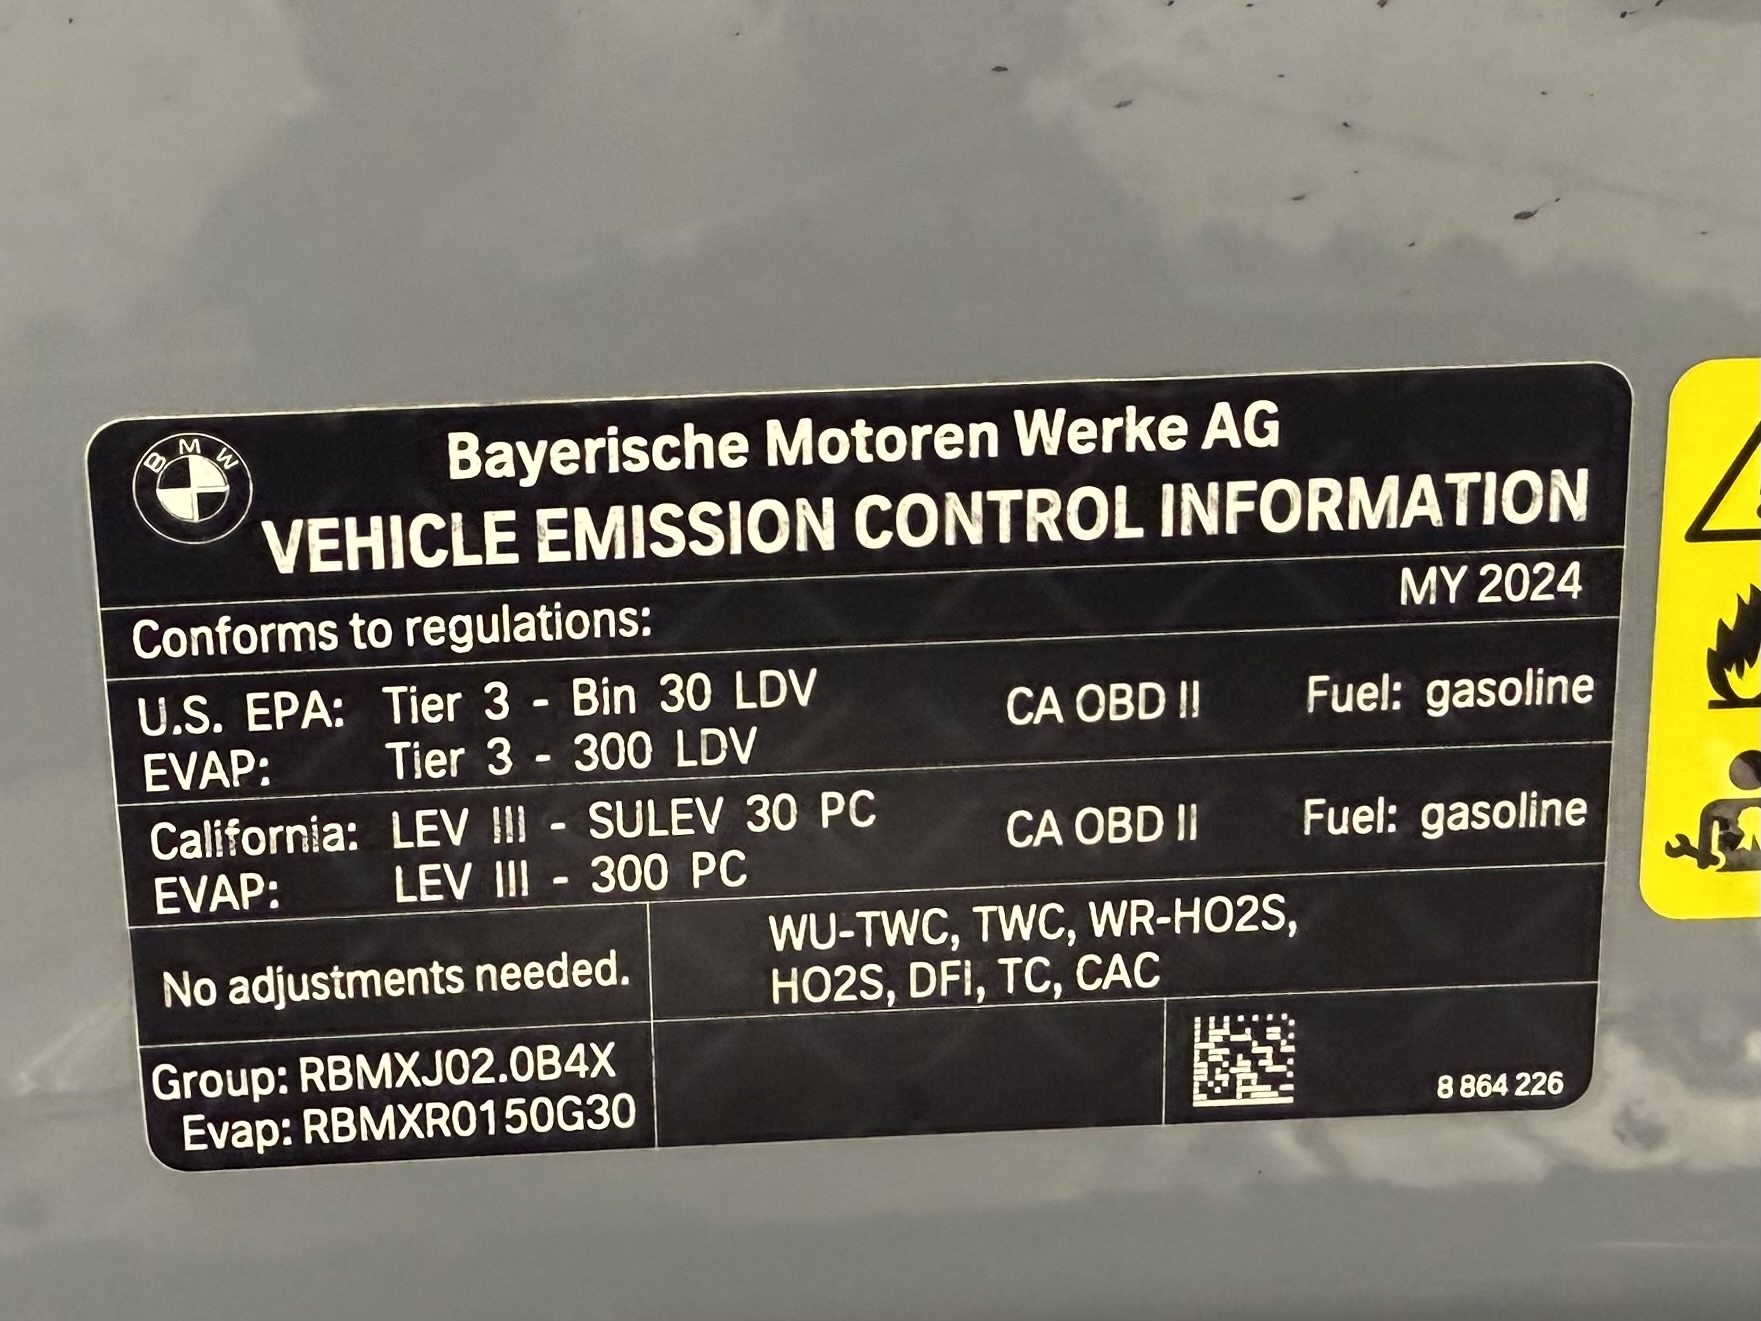 BMW
Bayerische Motoren Werke AG
VEHICLE EMISSION CONTROL INFORMATION
MY 2024
Conforms to regulations:
U.S. EPA: Tier 3 - Bin 30 LDV CA OBD II Fuel: gasoline
EVAP: Tier 3 - 300 LDV
California: LEV III - SULEV 30 PC CA OBD II Fuel: gasoline
EVAP: LEV III - 300 PC
No adjustments needed.
WU-TWC, TWC, WR-HO2S,
HO2S, DFI, TC, CAC
Group: RBMXJ02.0B4X
Evap: RBMXR0150G30
8 864 226